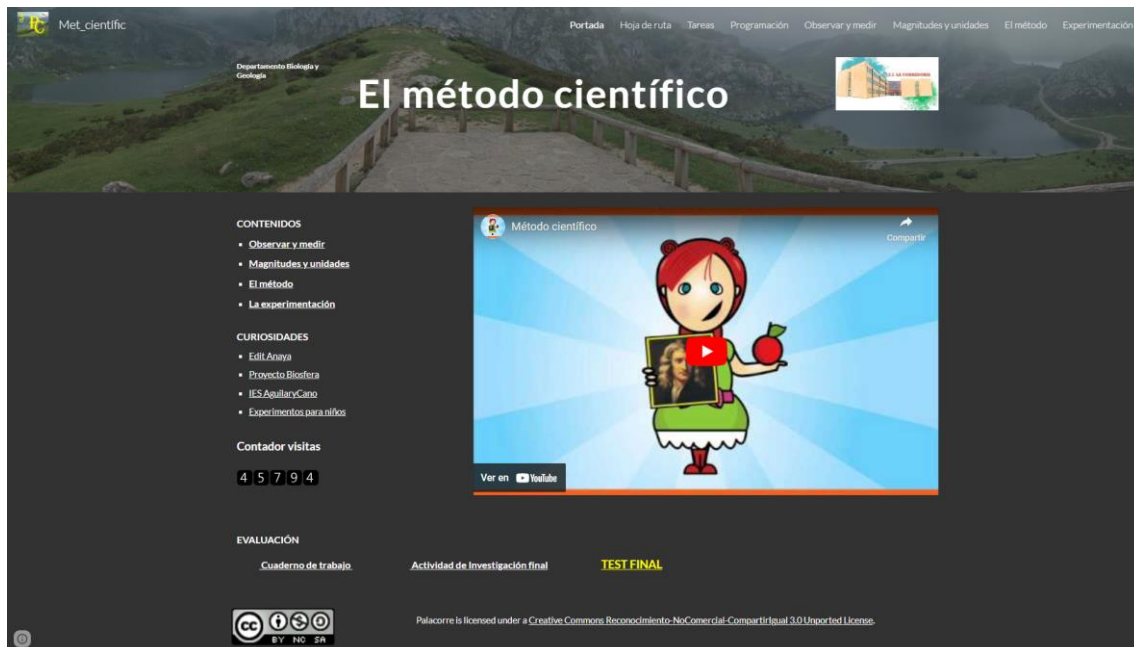 Met_científic
Portada Hoja de ruta Tareas Programación Observar y medir Magnitudes y unidades El método Experimentación
Departamento Biología y
Geología
El método científico
CONTENIDOS
Observar y medir
Magnitudes y unidades
El método
La experimentación
CURIOSIDADES
Edit Anaya
Proyecto Biosfera
IES AguilaryCano
Experimentos para niños
Contador visitas
45794
Método científico
Compartir
Ver en YouTube
EVALUACIÓN
Cuaderno de trabajo Actividad de Investigación final TEST FINAL
cc BY NC SA
Palacorre is licensed under a Creative Commons Reconocimiento-NoComercial-CompartirIgual 3.0 Unported License.